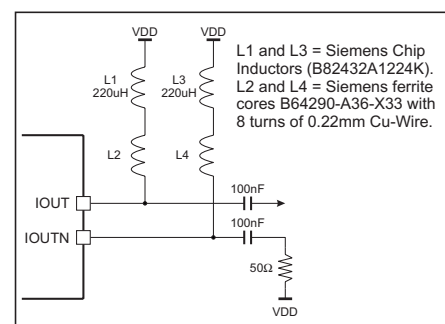 VDD VDD
L1 and L3 = Siemens Chip
Inductors (B82432A1224K).
L2 and L4 = Siemens ferrite
cores B64290-A36-X33 with
8 turns of 0.22mm Cu-Wire.
L1
220uH
L3
220uH
L2
L4
100nF
IOUT
100nF
IOUTN
50Ω
VDD